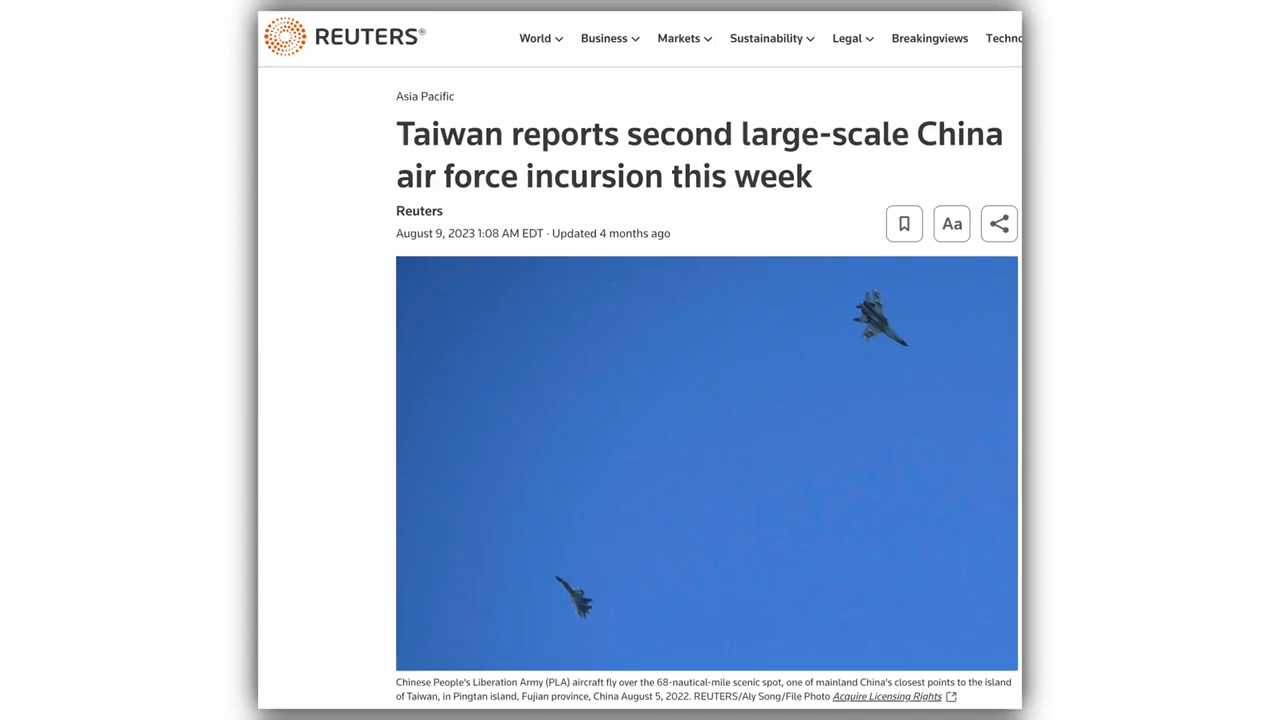 REUTERS®
World Business Markets Sustainability Legal Breakingviews
Asia Pacific
Taiwan reports second large-scale China
air force incursion this week
Reuters
August 9, 2023 1:08 AM EDT · Updated 4 months ago
Aa
Chinese People's Liberation Army (PLA) aircraft fly over the 68-nautical-mile scenic spot, one of mainland China's closest points to the island
of Taiwan, in Pingtan island, Fujian province, China August 5, 2022. REUTERS/Aly Song/File Photo Acquire Licensing Rights